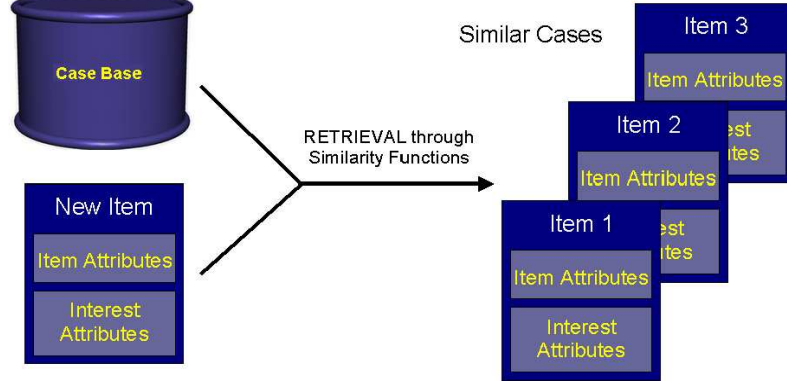 Case Base
New Item
Item Attributes
Interest
Attributes
RETRIEVAL through
Similarity Functions
Similar Cases
Item 3
Item Attributes
Item 2
Item Attributes
Item 1
Item Attributes
Interest
Attributes